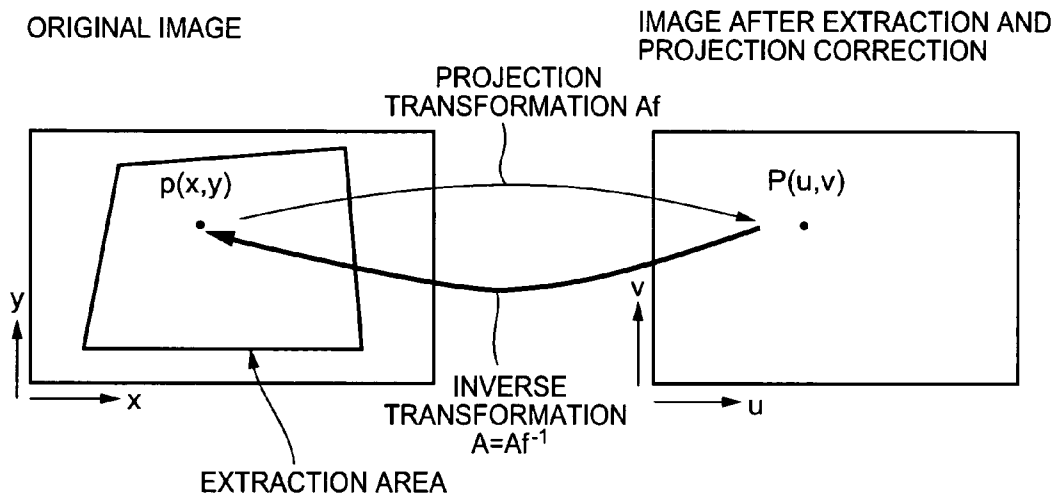 ORIGINAL IMAGE
IMAGE AFTER EXTRACTION AND
PROJECTION CORRECTION
PROJECTION
TRANSFORMATION Af
p(x,y)
P(u,v)
y
x
v
u
INVERSE
TRANSFORMATION
A=Af⁻¹
EXTRACTION AREA